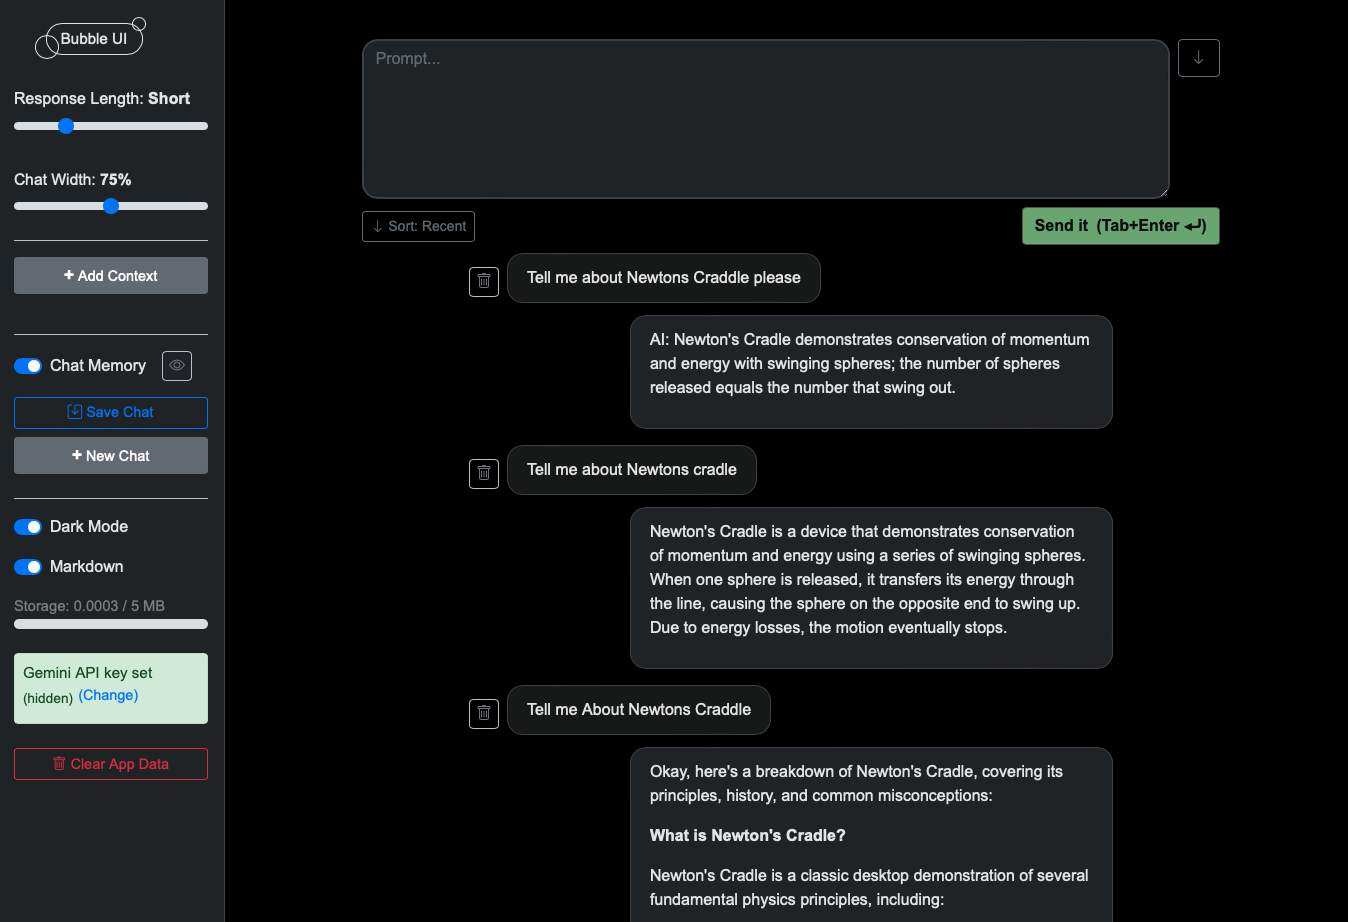 Bubble UI
Response Length: Short
Chat Width: 75%
+ Add Context
Chat Memory
Save Chat
+ New Chat
Dark Mode
Markdown
Storage: 0.0003 / 5 MB
Gemini API key set
(hidden) (Change)
Clear App Data
Prompt...
↓
↓ Sort: Recent
Send it (Tab+Enter ↵)
Tell me about Newtons Craddle please
AI: Newton's Cradle demonstrates conservation of momentum
and energy with swinging spheres; the number of spheres
released equals the number that swing out.
Tell me about Newtons cradle
Newton's Cradle is a device that demonstrates conservation
of momentum and energy using a series of swinging spheres.
When one sphere is released, it transfers its energy through
the line, causing the sphere on the opposite end to swing up.
Due to energy losses, the motion eventually stops.
Tell me About Newtons Craddle
Okay, here's a breakdown of Newton's Cradle, covering its
principles, history, and common misconceptions:
What is Newton's Cradle?
Newton's Cradle is a classic desktop demonstration of several
fundamental physics principles, including: